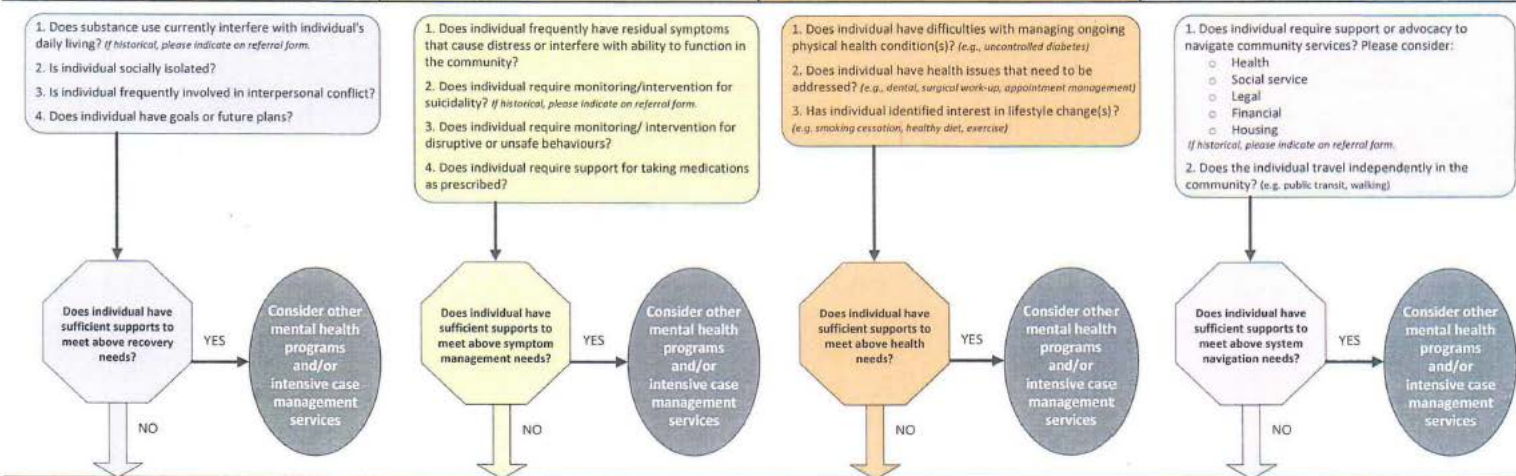 1. Does substance use currently interfere with individual's
daily living? If historical, please indicate on referral form.
2. Is individual socially isolated?
3. Is individual frequently involved in interpersonal conflict?
4. Does individual have goals or future plans?
1. Does individual frequently have residual symptoms
that cause distress or interfere with ability to function in
the community?
2. Does individual require monitoring/intervention for
suicidality? If historical, please indicate on referral form.
3. Does individual require monitoring/ intervention for
disruptive or unsafe behaviours?
4. Does individual require support for taking medications
as prescribed?
1. Does individual have difficulties with managing ongoing
physical health condition(s)? (e.g., uncontrolled diabetes)
2. Does individual have health issues that need to be
addressed? (e.g., dental, surgical work-up, appointment management)
3. Has individual identified interest in lifestyle change(s)?
(e.g. smoking cessation, healthy diet, exercise)
1. Does individual require support or advocacy to
navigate community services? Please consider:
○ Health
○ Social service
○ Legal
○ Financial
○ Housing
If historical, please indicate on referral form.
2. Does the individual travel independently in the
community? (e.g. public transit, walking)
Does individual have
sufficient supports to
meet above recovery
needs?
YES
NO
Consider other
mental health
programs
and/or
intensive case
management
services
Does individual have
sufficient supports to
meet above symptom
management needs?
YES
NO
Consider other
mental health
programs
and/or
intensive case
management
services
Does individual have
sufficient supports to
meet above health
needs?
YES
NO
Consider other
mental health
programs
and/or
intensive case
management
services
Does individual have
sufficient supports to
meet above system
navigation needs?
YES
NO
Consider other
mental health
programs
and/or
intensive case
management
services